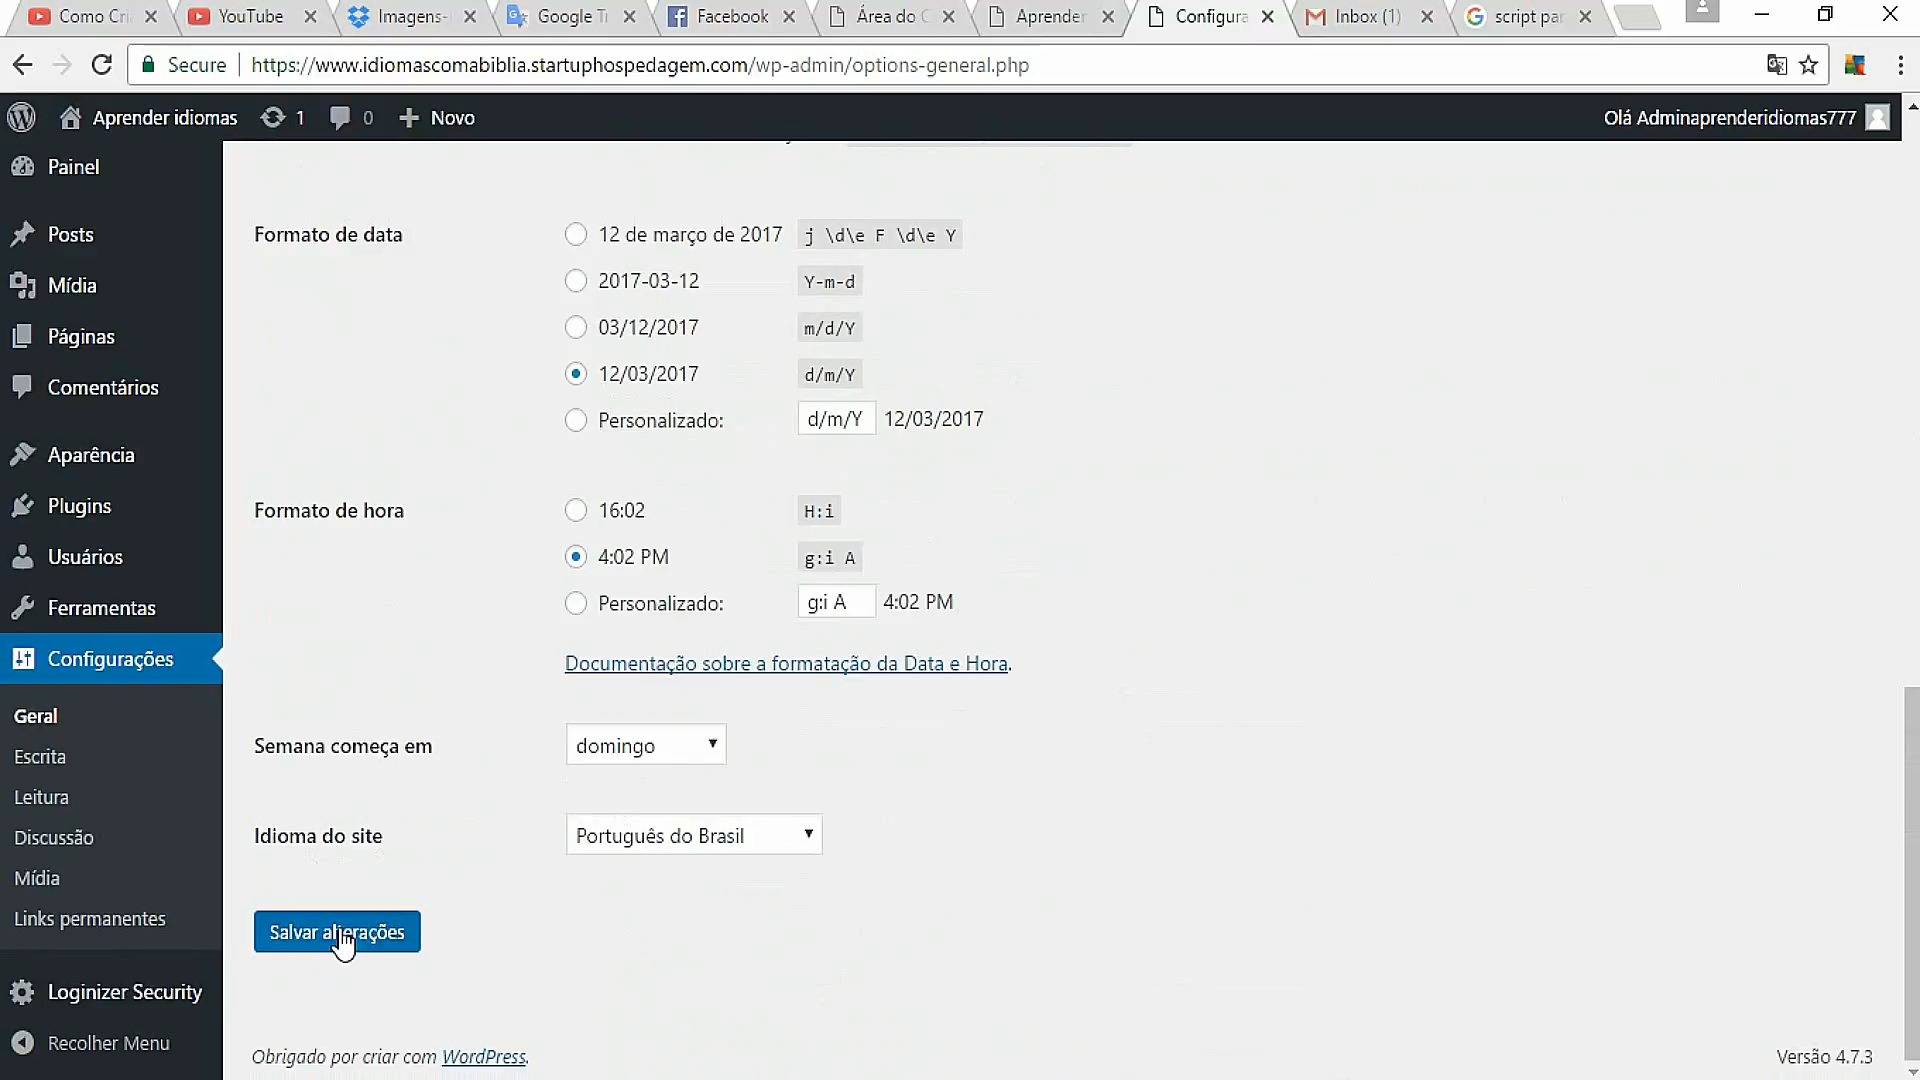 Como Cri
YouTube
Imagens-
Google T
Facebook
Área do C
Aprender
Configura
Inbox (1)
script par
Secure
https://www.idiomascomabiblia.startuphospedagem.com/wp-admin/options-general.php
Aprender idiomas
1
0
Novo
Olá Adminaprenderidiomas777
Painel
Posts
Mídia
Páginas
Comentários
Aparência
Plugins
Usuários
Ferramentas
Configurações
Geral
Escrita
Leitura
Discussão
Mídia
Links permanentes
Loginizer Security
Recolher Menu
Formato de data
12 de março de 2017 j \d\e F \d\e Y
2017-03-12 Y-m-d
03/12/2017 m/d/Y
12/03/2017 d/m/Y
Personalizado: d/m/Y 12/03/2017
Formato de hora
16:02 H:i
4:02 PM g:i A
Personalizado: g:i A 4:02 PM
Documentação sobre a formatação da Data e Hora.
Semana começa em domingo
Idioma do site Português do Brasil
Salvar alterações
Obrigado por criar com WordPress.
Versão 4.7.3